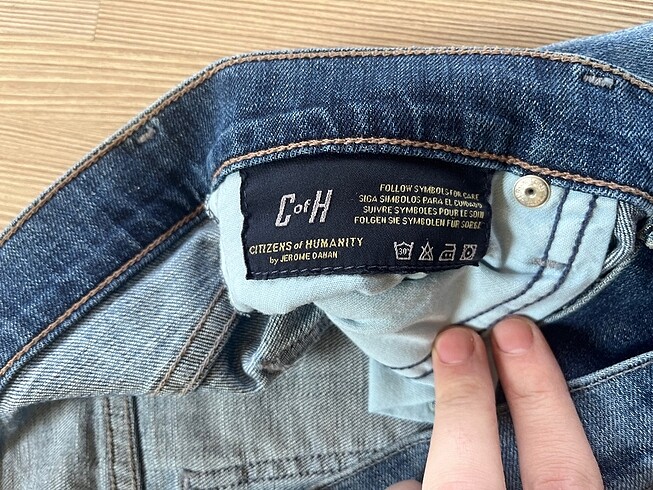 C of H
CITIZENS of HUMANITY
by JEROME DAHAN
FOLLOW SYMBOLS FOR CARE
SIGA SIMBOLOS PARA EL CUIDADO
SUIVRE SYMBOLES POUR LE SOIN
FOLGEN SIE SYMBOLEN FUR SORGE
30°